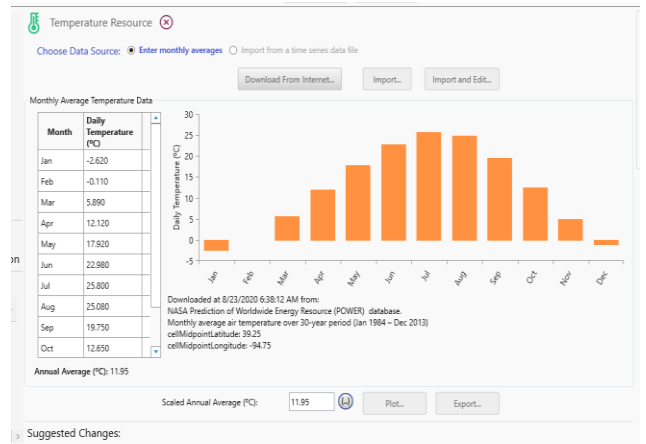 Temperature Resource
Choose Data Source: Enter monthly averages Import from a time series data file
Download From Internet... Import... Import and Edit...
Monthly Average Temperature Data
Month Daily Temperature (ºC)
Jan -2.620
Feb -0.110
Mar 5.890
Apr 12.120
May 17.920
Jun 22.980
Jul 25.800
Aug 25.080
Sep 19.750
Oct 12.650
Daily Temperature (ºC)
30
25
20
15
10
5
0
-5
Jan Feb Mar Apr May Jun Jul Aug Sep Oct Nov Dec
Downloaded at 8/23/2020 6:38:12 AM from:
NASA Prediction of Worldwide Energy Resource (POWER) database.
Monthly average air temperature over 30-year period (Jan 1984 – Dec 2013)
cellMidpointLatitude: 39.25
cellMidpointLongitude: -94.75
Annual Average (ºC): 11.95
Scaled Annual Average (ºC): 11.95 {..} Plot... Export...
on
Suggested Changes: